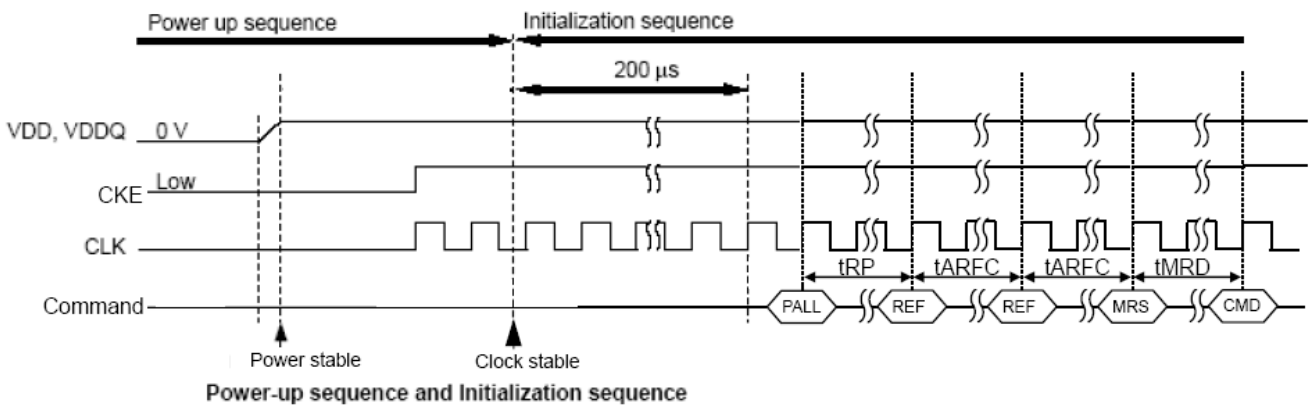 Power up sequence
Initialization sequence
200 μs
VDD, VDDQ 0 V
CKE Low
CLK
tRP tARFC tARFC tMRD
Command PALL REF REF MRS CMD
Power stable Clock stable
Power-up sequence and Initialization sequence